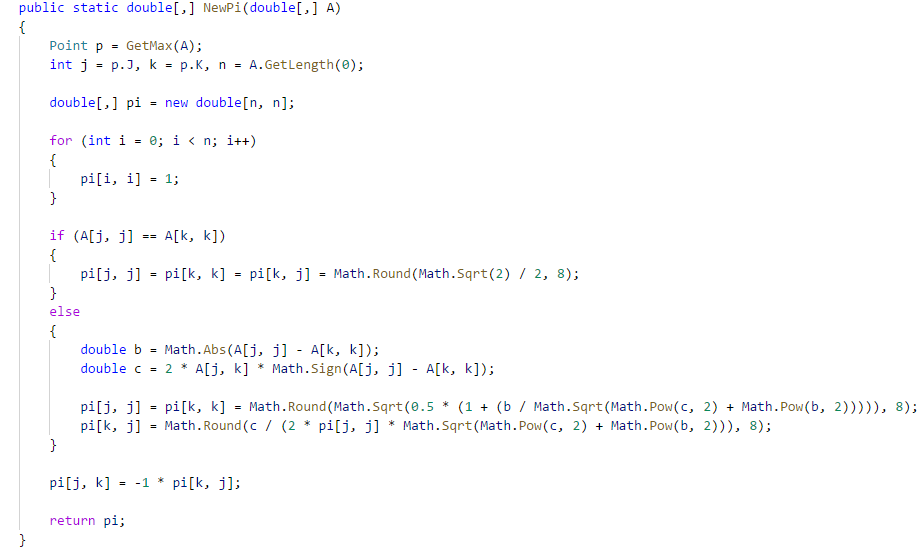 public static double[,] NewPi(double[,] A)
{
    Point p = GetMax(A);
    int j = p.J, k = p.K, n = A.GetLength(0);

    double[,] pi = new double[n, n];

    for (int i = 0; i < n; i++)
    {
        pi[i, i] = 1;
    }

    if (A[j, j] == A[k, k])
    {
        pi[j, j] = pi[k, k] = pi[k, j] = Math.Round(Math.Sqrt(2) / 2, 8);
    }
    else
    {
        double b = Math.Abs(A[j, j] - A[k, k]);
        double c = 2 * A[j, k] * Math.Sign(A[j, j] - A[k, k]);

        pi[j, j] = pi[k, k] = Math.Round(Math.Sqrt(0.5 * (1 + (b / Math.Sqrt(Math.Pow(c, 2) + Math.Pow(b, 2))))), 8);
        pi[k, j] = Math.Round(c / (2 * pi[j, j] * Math.Sqrt(Math.Pow(c, 2) + Math.Pow(b, 2))), 8);
    }

    pi[j, k] = -1 * pi[k, j];

    return pi;
}